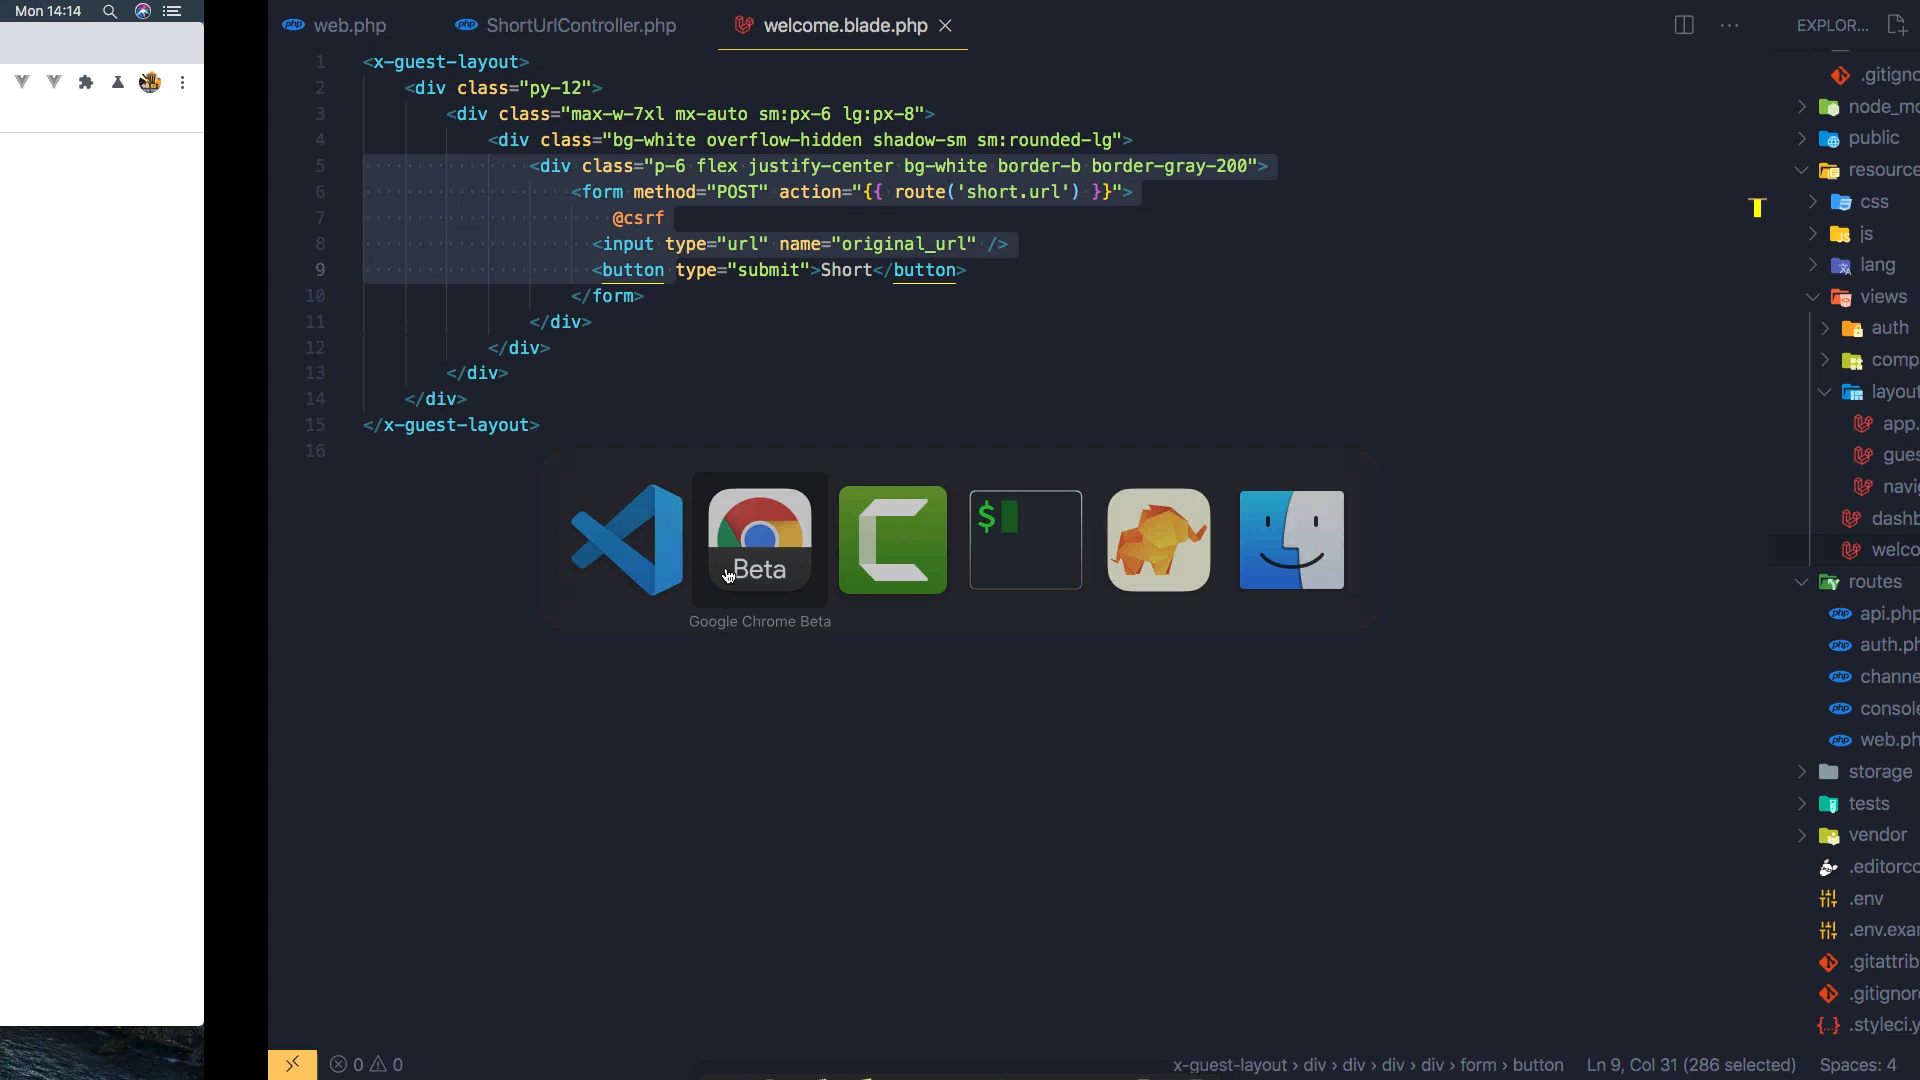 Mon 14:14
web.php
ShortUrlController.php
welcome.blade.php
EXPLOR...
1 <x-guest-layout>
2 <div class="py-12">
3 <div class="max-w-7xl mx-auto sm:px-6 lg:px-8">
4 <div class="bg-white overflow-hidden shadow-sm sm:rounded-lg">
5 <div class="p-6 flex justify-center bg-white border-b border-gray-200">
6 <form method="POST" action="{{ route('short.url') }}">
7 @csrf
8 <input type="url" name="original_url" />
9 <button type="submit">Short</button>
10 </form>
11 </div>
12 </div>
13 </div>
14 </div>
15 </x-guest-layout>
16
$
Beta
Google Chrome Beta
.gitigno
node_mo
public
resource
css
js
lang
views
auth
comp
layout
app.
gues
navi
dashb
welco
routes
api.php
auth.ph
channe
console
web.ph
storage
tests
vendor
.editorco
.env
.env.exa
.gitattrib
.gitignor
.styleci.y
0 0
x-guest-layout › div › div › div › div › form › button
Ln 9, Col 31 (286 selected)
Spaces: 4